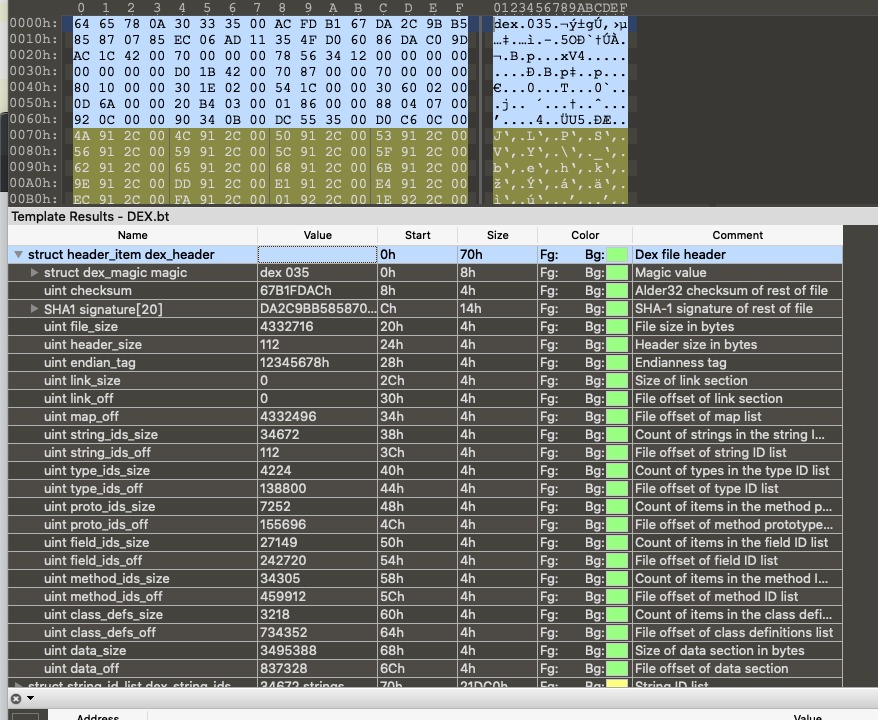 0 1 2 3 4 5 6 7 8 9 A B C D E F 0123456789ABCDEF
0000h: 64 65 78 0A 30 33 35 00 AC FD B1 67 DA 2C 9B B5 dex.035.¬ý±gÚ,›µ
0010h: 85 87 07 85 EC 06 AD 11 35 4F D0 60 86 DA C0 9D …‡.…ì.-.5OÐ`†ÚÀ.
0020h: AC 1C 42 00 70 00 00 00 78 56 34 12 00 00 00 00 ¬.B.p...xV4.....
0030h: 00 00 00 00 D0 1B 42 00 70 87 00 00 70 00 00 00 ....Ð.B.p‡..p...
0040h: 80 10 00 00 30 1E 02 00 54 1C 00 00 30 60 02 00 €...0...T...0`..
0050h: 0D 6A 00 00 20 B4 03 00 01 86 00 00 88 04 07 00 .j.. ´...†..ˆ...
0060h: 92 0C 00 00 90 34 0B 00 DC 55 35 00 D0 C6 0C 00 ’....4..ÜU5.ÐÆ..
0070h: 4A 91 2C 00 4C 91 2C 00 50 91 2C 00 53 91 2C 00 J‘,.L‘,.P‘,.S‘,.
0080h: 56 91 2C 00 59 91 2C 00 5C 91 2C 00 5F 91 2C 00 V‘,.Y‘,.\‘,._‘,.
0090h: 62 91 2C 00 65 91 2C 00 68 91 2C 00 6B 91 2C 00 b‘,.e‘,.h‘,.k‘,.
00A0h: 9E 91 2C 00 DD 91 2C 00 E1 91 2C 00 E4 91 2C 00 ž‘,.Ý‘,.á‘,.ä‘,.
00B0h: EC 91 2C 00 FA 91 2C 00 01 92 2C 00 1E 92 2C 00 ì‘,.ú‘,..’,..’,.
Template Results - DEX.bt
Name Value Start Size Color Comment
struct header_item dex_header 0h 70h Fg: Bg: Dex file header
struct dex_magic magic dex 035 0h 8h Fg: Bg: Magic value
uint checksum 67B1FDACh 8h 4h Fg: Bg: Alder32 checksum of rest of file
SHA1 signature[20] DA2C9BB585870... Ch 14h Fg: Bg: SHA-1 signature of rest of file
uint file_size 4332716 20h 4h Fg: Bg: File size in bytes
uint header_size 112 24h 4h Fg: Bg: Header size in bytes
uint endian_tag 12345678h 28h 4h Fg: Bg: Endianness tag
uint link_size 0 2Ch 4h Fg: Bg: Size of link section
uint link_off 0 30h 4h Fg: Bg: File offset of link section
uint map_off 4332496 34h 4h Fg: Bg: File offset of map list
uint string_ids_size 34672 38h 4h Fg: Bg: Count of strings in the string I...
uint string_ids_off 112 3Ch 4h Fg: Bg: File offset of string ID list
uint type_ids_size 4224 40h 4h Fg: Bg: Count of types in the type ID list
uint type_ids_off 138800 44h 4h Fg: Bg: File offset of type ID list
uint proto_ids_size 7252 48h 4h Fg: Bg: Count of items in the method p...
uint proto_ids_off 155696 4Ch 4h Fg: Bg: File offset of method prototype...
uint field_ids_size 27149 50h 4h Fg: Bg: Count of items in the field ID list
uint field_ids_off 242720 54h 4h Fg: Bg: File offset of field ID list
uint method_ids_size 34305 58h 4h Fg: Bg: Count of items in the method I...
uint method_ids_off 459912 5Ch 4h Fg: Bg: File offset of method ID list
uint class_defs_size 3218 60h 4h Fg: Bg: Count of items in the class defi...
uint class_defs_off 734352 64h 4h Fg: Bg: File offset of class definitions list
uint data_size 3495388 68h 4h Fg: Bg: Size of data section in bytes
uint data_off 837328 6Ch 4h Fg: Bg: File offset of data section
struct string_id_list dex_string_ids 34672 strings 70h 21DC0h Fg: Bg: String ID list
Address Value